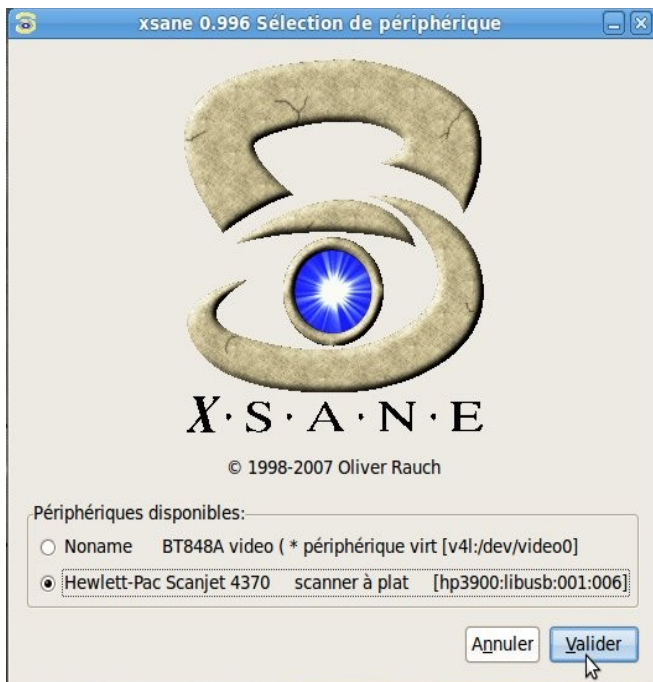 xsane 0.996 Sélection de périphérique
X·S·A·N·E
© 1998-2007 Oliver Rauch
Périphériques disponibles:
Noname BT848A video ( * périphérique virt [v4l:/dev/video0]
Hewlett-Pac Scanjet 4370 scanner à plat [hp3900:libusb:001:006]
Annuler Valider